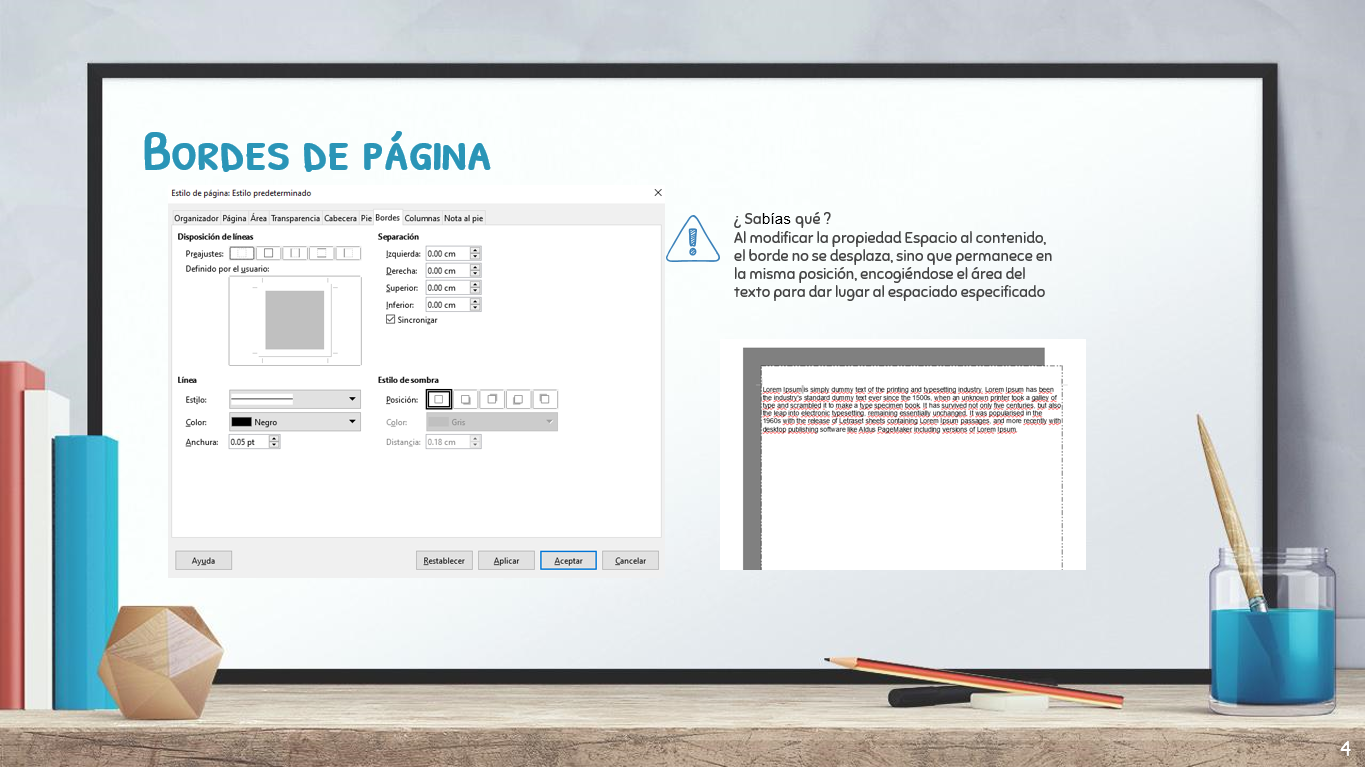 Bordes de página
Estilo de página: Estilo predeterminado
Organizador Página Área Transparencia Cabecera Pie Bordes Columnas Nota al pie
Disposición de líneas
Preajustes:
Definido por el usuario:
Separación
Izquierda: 0.00 cm
Derecha: 0.00 cm
Superior: 0.00 cm
Inferior: 0.00 cm
Sincronizar
Línea
Estilo:
Color: Negro
Anchura: 0.05 pt
Estilo de sombra
Posición:
Color: Gris
Distancia: 0.18 cm
Ayuda Restablecer Aplicar Aceptar Cancelar
¿ Sabías qué ?
Al modificar la propiedad Espacio al contenido,
el borde no se desplaza, sino que permanece en
la misma posición, encogiéndose el área del
texto para dar lugar al espaciado especificado
Lorem Ipsum is simply dummy text of the printing and typesetting industry. Lorem Ipsum has been
the industry's standard dummy text ever since the 1500s, when an unknown printer took a galley of
type and scrambled it to make a type specimen book. It has survived not only five centuries, but also
the leap into electronic typesetting, remaining essentially unchanged. It was popularised in the
1960s with the release of Letraset sheets containing Lorem Ipsum passages, and more recently with
desktop publishing software like Aldus PageMaker including versions of Lorem Ipsum.
4